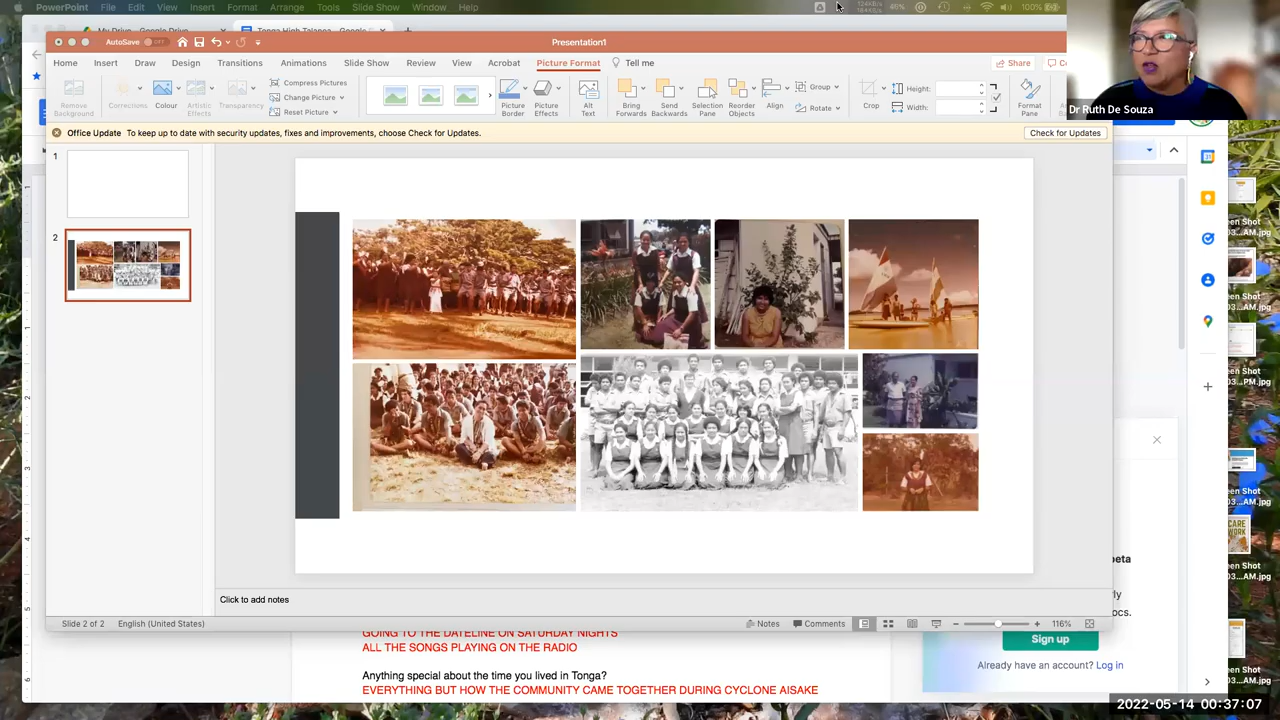 PowerPoint File Edit View Insert Format Arrange Tools Slide Show Window Help
100%
My Drive - Google Drive
AutoSave OFF
Presentation1
Home Insert Draw Design Transitions Animations Slide Show Review View Acrobat Picture Format Tell me
Share
Remove Background
Corrections
Colour
Artistic Effects
Transparency
Compress Pictures
Change Picture
Reset Picture
Picture Border
Picture Effects
Alt Text
Bring Forwards
Send Backwards
Selection Pane
Reorder Objects
Align
Group
Rotate
Crop
Height:
Width:
Format Pane
Dr Ruth De Souza
Office Update To keep up to date with security updates, fixes and improvements, choose Check for Updates.
Check for Updates
1
2
Click to add notes
Slide 2 of 2 English (United States)
Notes Comments 116%
GOING TO THE DATELINE ON SATURDAY NIGHTS
ALL THE SONGS PLAYING ON THE RADIO
Anything special about the time you lived in Tonga?
EVERYTHING BUT HOW THE COMMUNITY CAME TOGETHER DURING CYCLONE AISAKE
Sign up
Already have an account? Log in
CARE WORK
2022-05-14 00:37:07